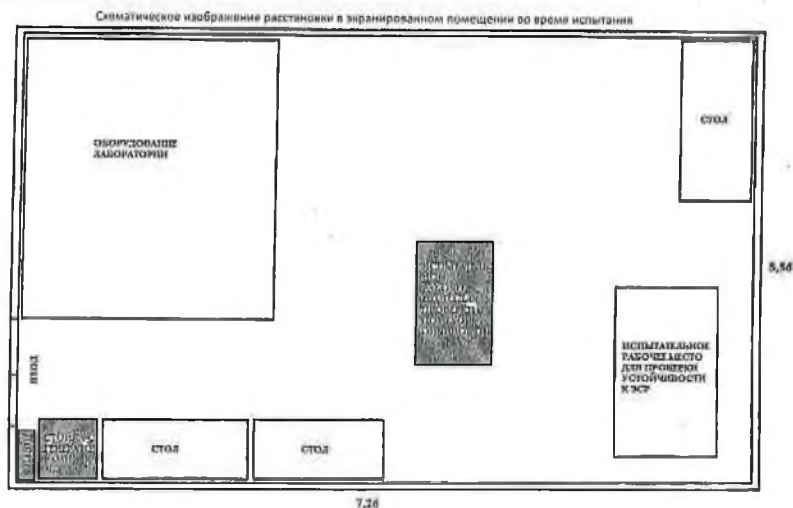 Схематическое изображение расстановки в экранированном помещении во время испытания
ОБОРУДОВАНИЕ
ЛАБОРАТОРИИ
СТОЛ
5,56
ИСПЫТАТЕЛЬНОЕ
РАБОЧЕЕ МЕСТО
ДЛЯ ПРОВЕРКИ
УСТОЙЧИВОСТИ
К ЭСР
ВХОД
СТОЛ
СТОЛ
7,26